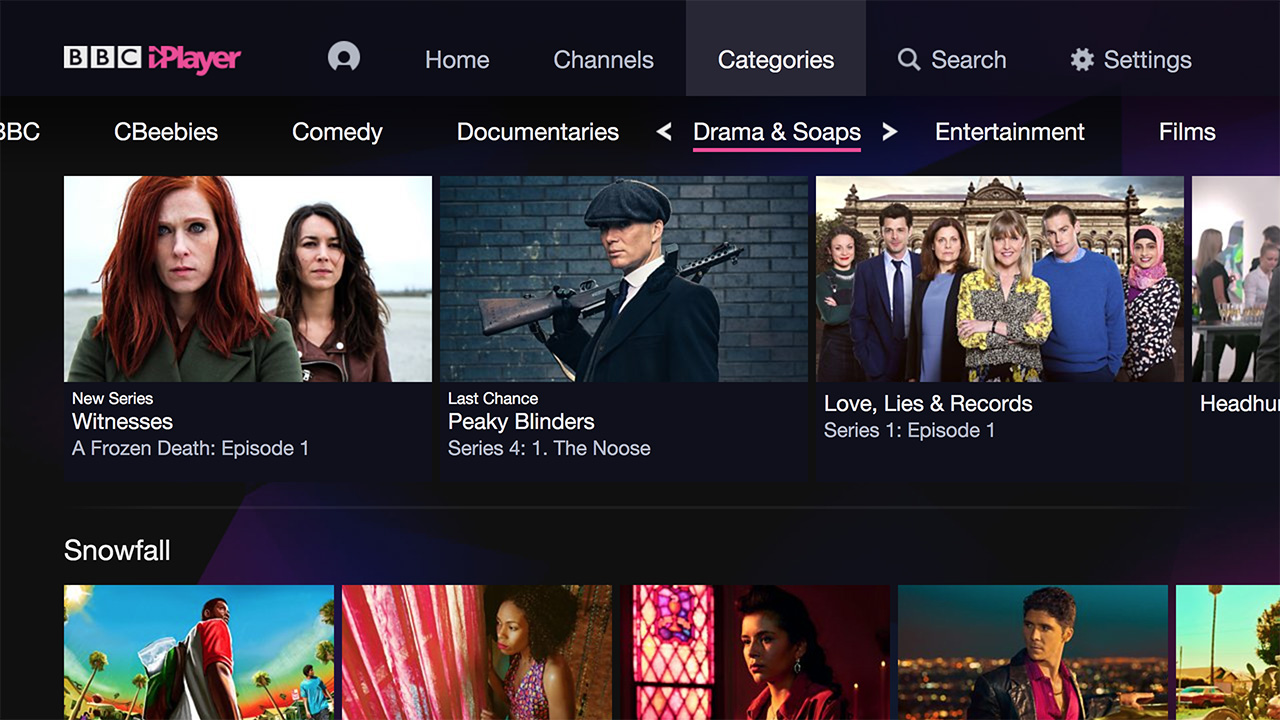 BBC iPlayer
Home
Channels
Categories
Search
Settings
BBC
CBeebies
Comedy
Documentaries
Drama & Soaps
Entertainment
Films
New Series
Witnesses
A Frozen Death: Episode 1
Last Chance
Peaky Blinders
Series 4: 1. The Noose
Love, Lies & Records
Series 1: Episode 1
Headhu
Snowfall